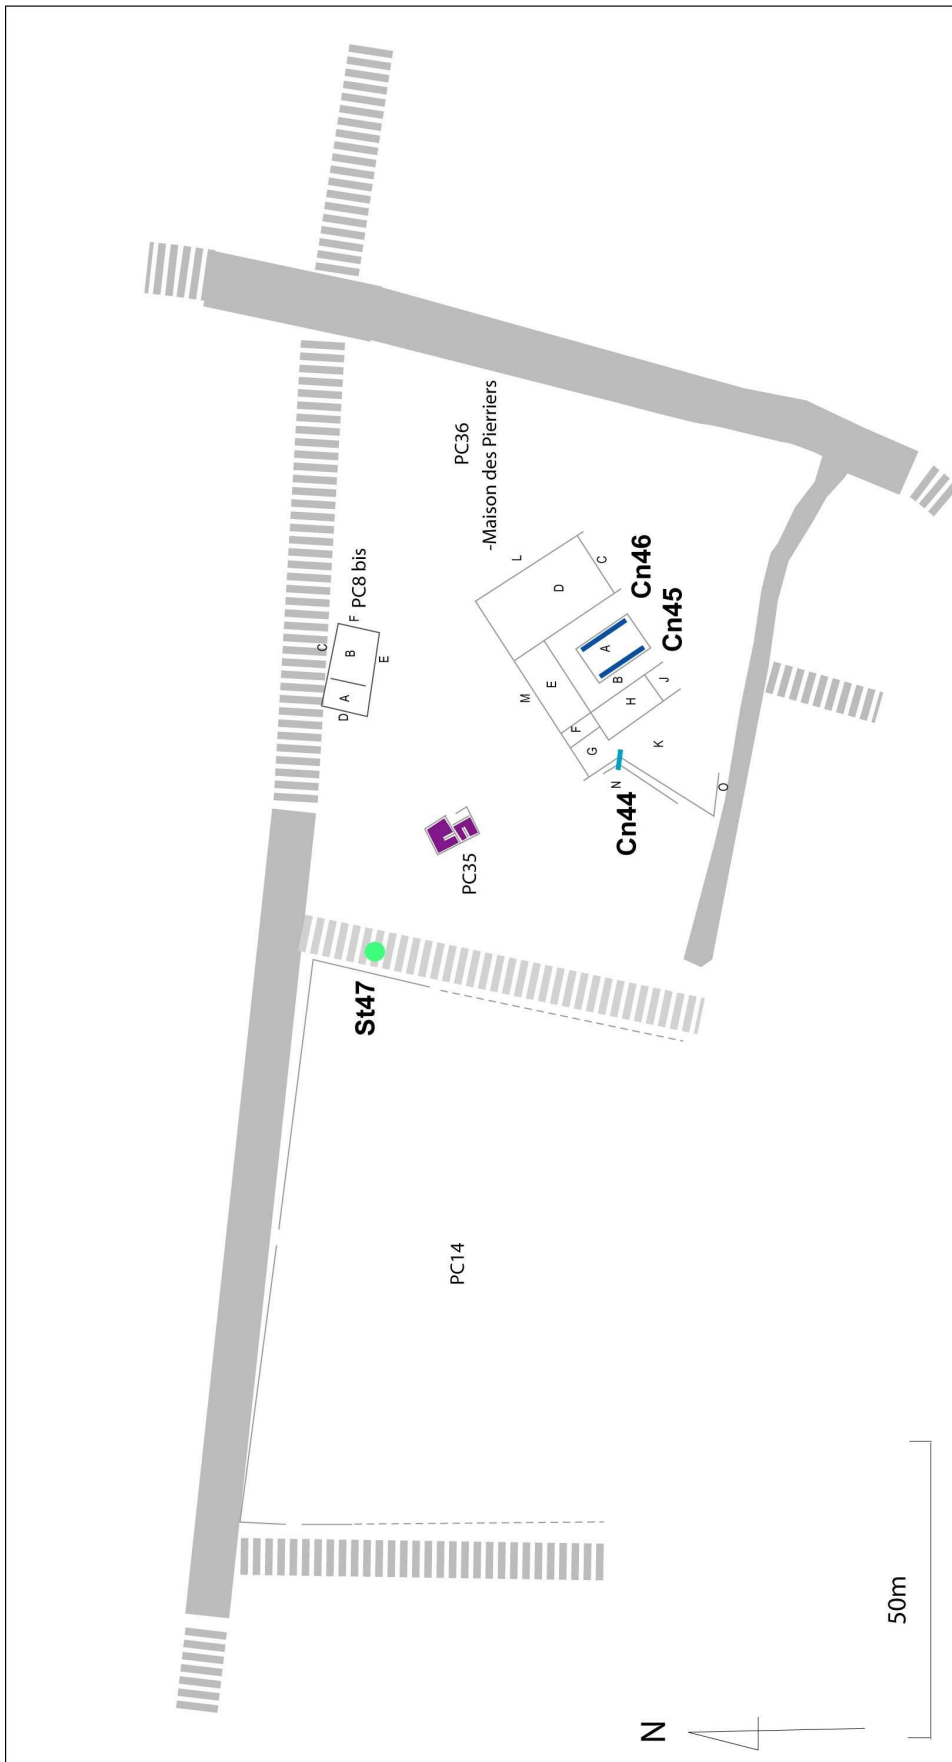 PC36
-Maison des Pierriers
PC8 bis
C
F
B
E
A
D
L
C
D
Cn46
Cn45
A
M
E
B
J
H
F
G
K
N
O
Cn44
PC35
St47
PC14
50m
N